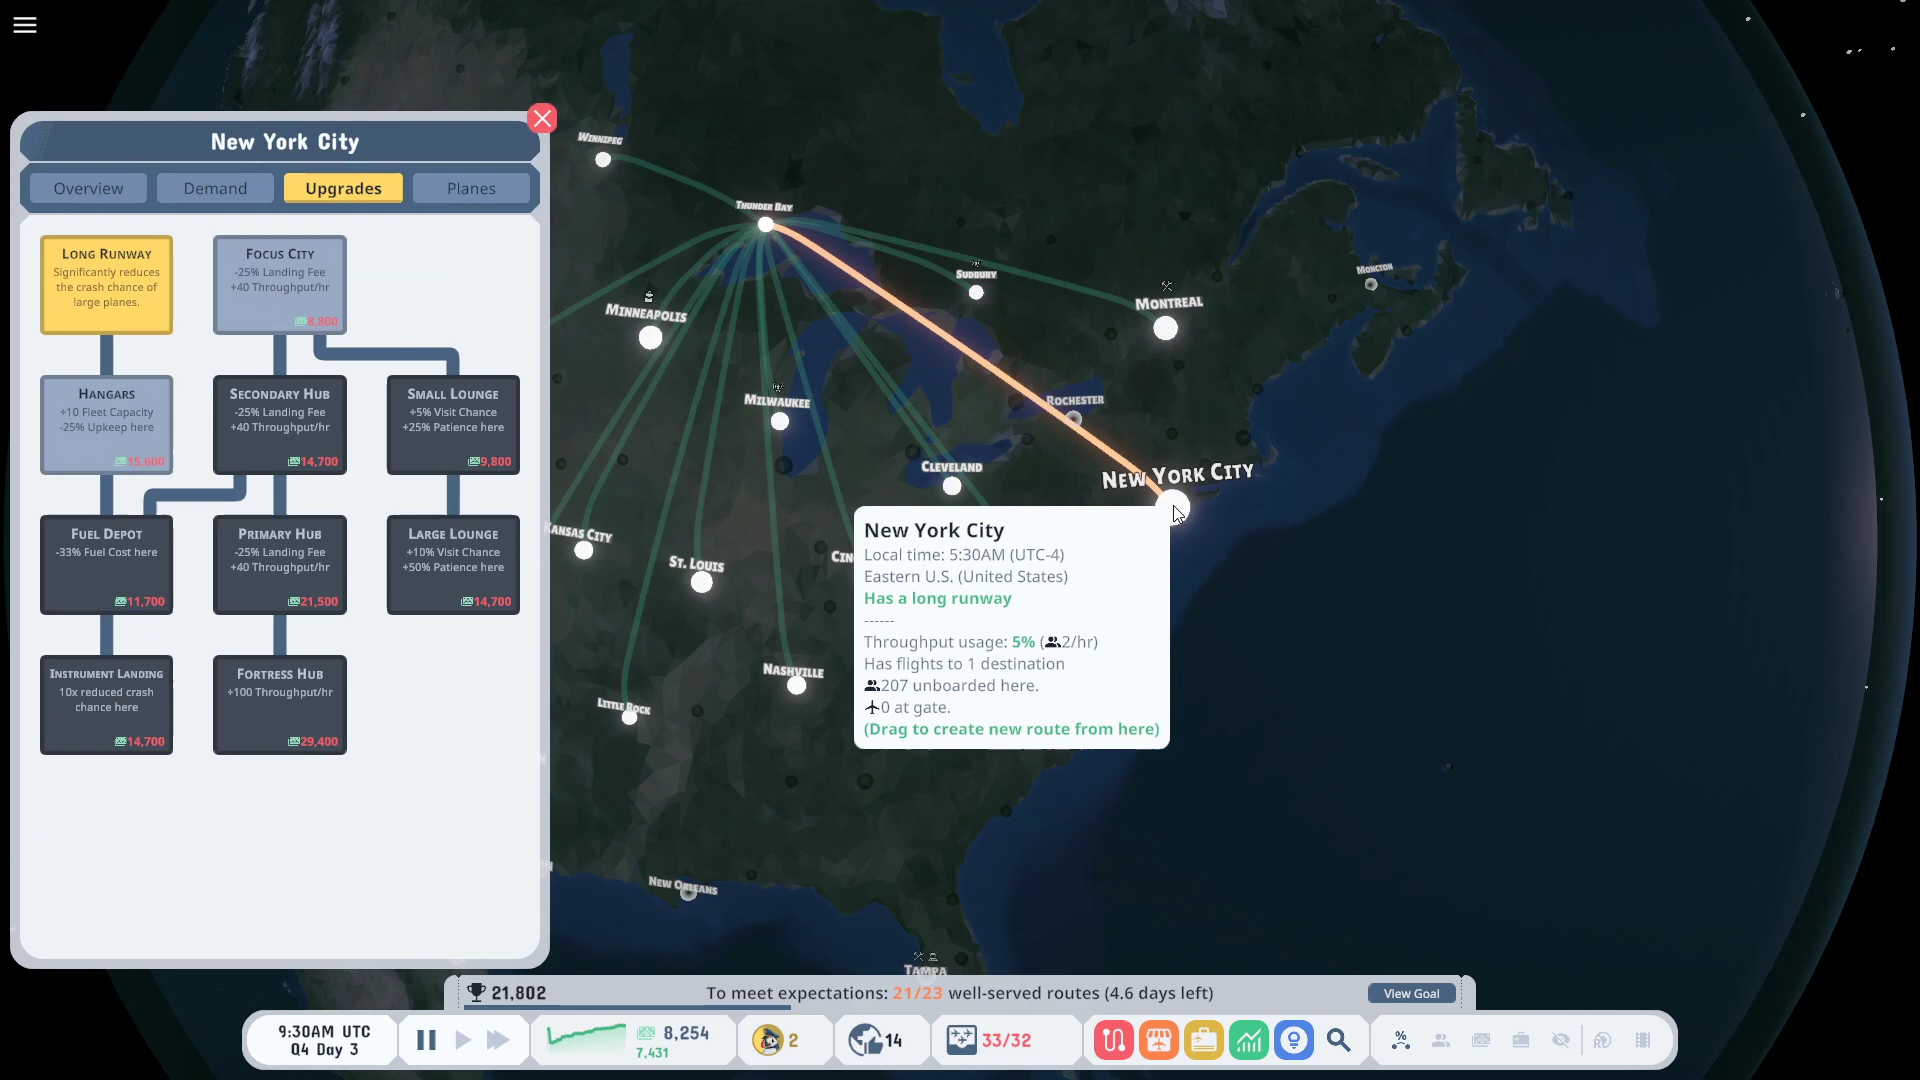 New York City
Overview
Demand
Upgrades
Planes
LONG RUNWAY
Significantly reduces
the crash chance of
large planes.
FOCUS CITY
-25% Landing Fee
+40 Throughput/hr
8,800
HANGARS
+10 Fleet Capacity
-25% Upkeep here
15,600
SECONDARY HUB
-25% Landing Fee
+40 Throughput/hr
14,700
SMALL LOUNGE
+5% Visit Chance
+25% Patience here
9,800
FUEL DEPOT
-33% Fuel Cost here
11,700
PRIMARY HUB
-25% Landing Fee
+40 Throughput/hr
21,500
LARGE LOUNGE
+10% Visit Chance
+50% Patience here
14,700
INSTRUMENT LANDING
10x reduced crash
chance here
14,700
FORTRESS HUB
+100 Throughput/hr
29,400
WINNIPEG
THUNDER BAY
SUDBURY
MONCTON
MINNEAPOLIS
MONTREAL
MILWAUKEE
ROCHESTER
CLEVELAND
NEW YORK CITY
KANSAS CITY
ST. LOUIS
CIN
NASHVILLE
LITTLE ROCK
NEW ORLEANS
TAMPA
New York City
Local time: 5:30AM (UTC-4)
Eastern U.S. (United States)
Has a long runway
------
Throughput usage: 5% (2/hr)
Has flights to 1 destination
207 unboarded here.
0 at gate.
(Drag to create new route from here)
21,802
To meet expectations: 21/23 well-served routes (4.6 days left)
View Goal
9:30AM UTC
Q4 Day 3
8,254
7,431
2
14
33/32